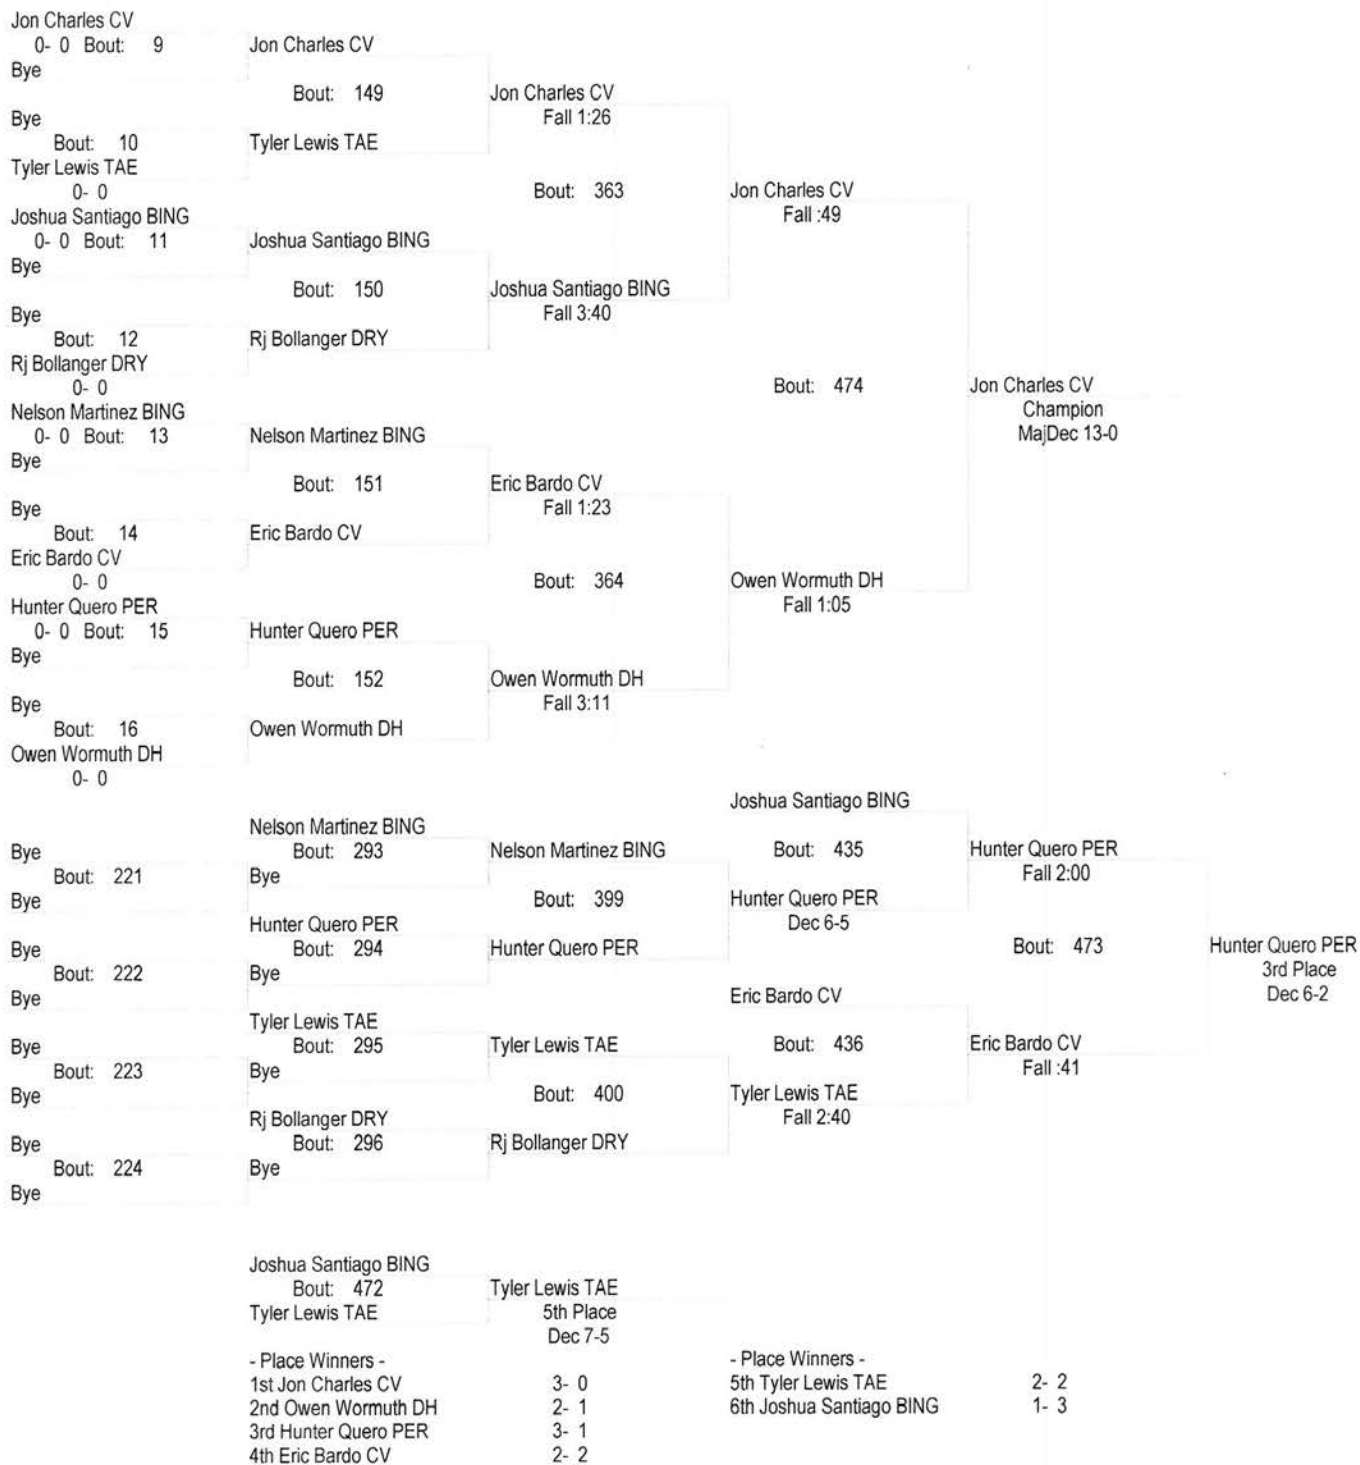 Jon Charles CV
0- 0 Bout: 9 Jon Charles CV
Bye
Bout: 149 Jon Charles CV
Bye Fall 1:26
Bout: 10 Tyler Lewis TAE
Tyler Lewis TAE
0- 0 Bout: 363 Jon Charles CV
Joshua Santiago BING Fall :49
0- 0 Bout: 11 Joshua Santiago BING
Bye
Bout: 150 Joshua Santiago BING
Bye Fall 3:40
Bout: 12 Rj Bollanger DRY
Rj Bollanger DRY
0- 0 Bout: 474 Jon Charles CV
Nelson Martinez BING Champion
0- 0 Bout: 13 Nelson Martinez BING MajDec 13-0
Bye
Bout: 151 Eric Bardo CV
Bye Fall 1:23
Bout: 14 Eric Bardo CV
Eric Bardo CV
0- 0 Bout: 364 Owen Wormuth DH
Hunter Quero PER Fall 1:05
0- 0 Bout: 15 Hunter Quero PER
Bye
Bout: 152 Owen Wormuth DH
Bye Fall 3:11
Bout: 16 Owen Wormuth DH
Owen Wormuth DH
0- 0
Joshua Santiago BING
Nelson Martinez BING
Bye Bout: 293 Nelson Martinez BING Bout: 435 Hunter Quero PER
Bout: 221 Bye Fall 2:00
Bye Bout: 399 Hunter Quero PER
Hunter Quero PER Dec 6-5
Bye Bout: 294 Hunter Quero PER Bout: 473 Hunter Quero PER
Bout: 222 Bye 3rd Place
Bye Eric Bardo CV Dec 6-2
Tyler Lewis TAE
Bye Bout: 295 Tyler Lewis TAE Bout: 436 Eric Bardo CV
Bout: 223 Bye Fall :41
Bye Bout: 400 Tyler Lewis TAE
Rj Bollanger DRY Fall 2:40
Bye Bout: 296 Rj Bollanger DRY
Bout: 224 Bye
Bye
Joshua Santiago BING
Bout: 472 Tyler Lewis TAE
Tyler Lewis TAE 5th Place
Dec 7-5
- Place Winners - - Place Winners -
1st Jon Charles CV 3- 0 5th Tyler Lewis TAE 2- 2
2nd Owen Wormuth DH 2- 1 6th Joshua Santiago BING 1- 3
3rd Hunter Quero PER 3- 1
4th Eric Bardo CV 2- 2